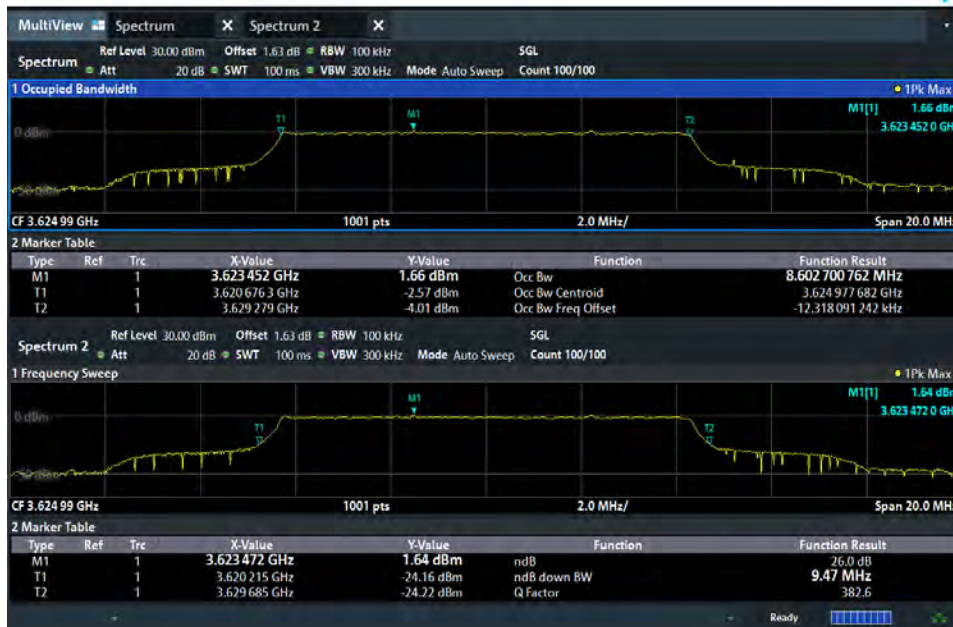 MultiView Spectrum X Spectrum 2 X
Ref Level 30.00 dBm Offset 1.63 dB RBW 100 kHz SGL
Spectrum Att 20 dB SWT 100 ms VBW 300 kHz Mode Auto Sweep Count 100/100
1 Occupied Bandwidth 1Pk Max
M1[1] 1.66 dBm
3.623 452 0 GH
M1
T1
T2
0 dBm
CF 3.624 99 GHz 1001 pts 2.0 MHz/ Span 20.0 MH
2 Marker Table
Type Ref Trc X-Value Y-Value Function Function Result
M1 1 3.623 452 GHz 1.66 dBm Occ Bw 8.602 700 762 MHz
T1 1 3.620 676 3 GHz -2.57 dBm Occ Bw Centroid 3.624 977 682 GHz
T2 1 3.629 279 GHz -4.01 dBm Occ Bw Freq Offset -12.318 091 242 kHz
Ref Level 30.00 dBm Offset 1.63 dB RBW 100 kHz SGL
Spectrum 2 Att 20 dB SWT 100 ms VBW 300 kHz Mode Auto Sweep Count 100/100
1 Frequency Sweep 1Pk Max
M1[1] 1.64 dBm
3.623 472 0 GH
M1
0 dBm
T1
T2
CF 3.624 99 GHz 1001 pts 2.0 MHz/ Span 20.0 MH
2 Marker Table
Type Ref Trc X-Value Y-Value Function Function Result
M1 1 3.623 472 GHz 1.64 dBm ndB 26.0 dB
T1 1 3.620 215 GHz -24.16 dBm ndB down BW 9.47 MHz
T2 1 3.629 685 GHz -24.22 dBm Q Factor 382.6
Ready